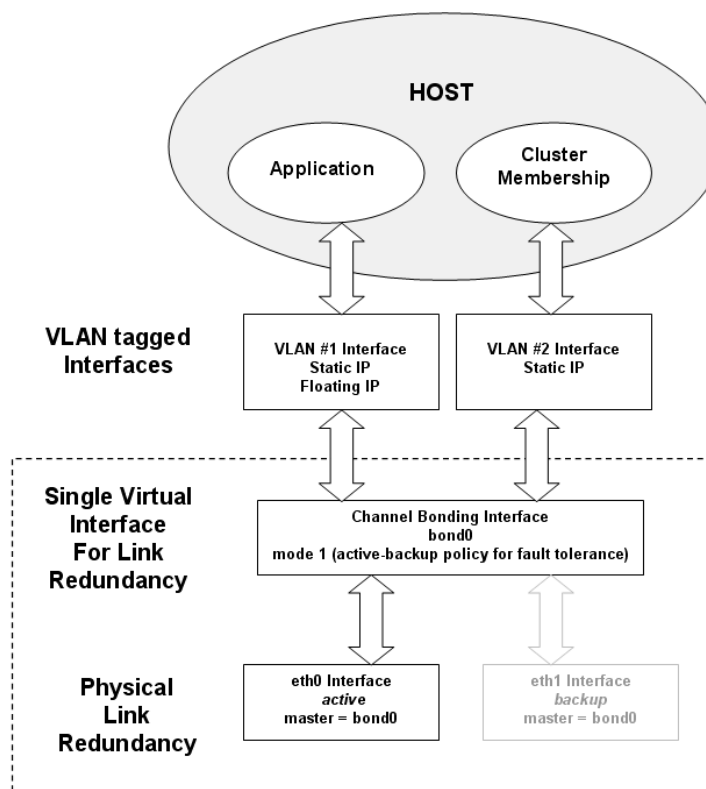 HOST
Application
Cluster
Membership
VLAN tagged
Interfaces
VLAN #1 Interface
Static IP
Floating IP
VLAN #2 Interface
Static IP
Single Virtual
Interface
For Link
Redundancy
Channel Bonding Interface
bond0
mode 1 (active-backup policy for fault tolerance)
Physical
Link
Redundancy
eth0 Interface
active
master = bond0
eth1 Interface
backup
master = bond0